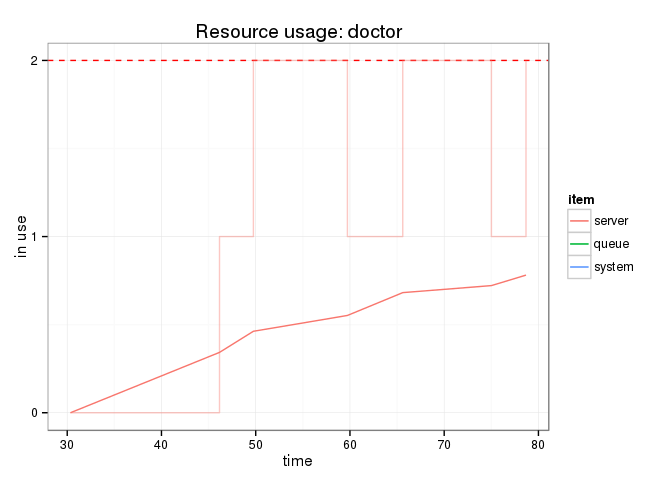 Resource usage: doctor
2
1
0
in use
30 40 50 60 70 80
time
item
server
queue
system